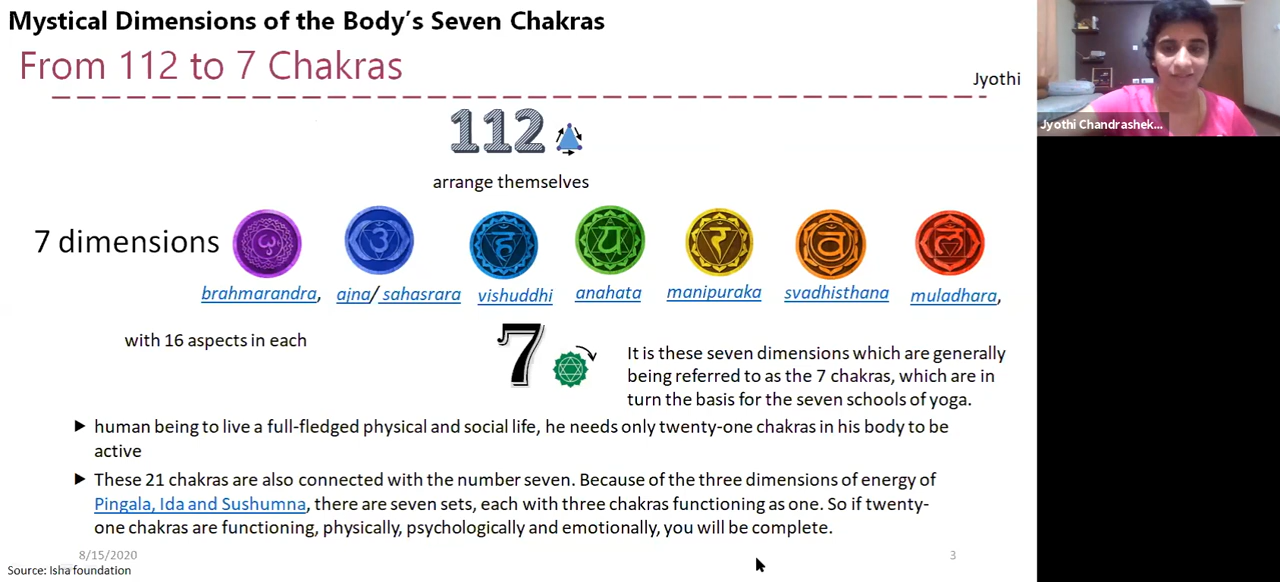 Mystical Dimensions of the Body’s Seven Chakras
From 112 to 7 Chakras
Jyothi
Jyothi Chandrashek...
112
arrange themselves
7 dimensions
ॐ
ह
य
र
व
brahmarandra, ajna/ sahasrara vishuddhi anahata manipuraka svadhisthana muladhara,
with 16 aspects in each
7
It is these seven dimensions which are generally
being referred to as the 7 chakras, which are in
turn the basis for the seven schools of yoga.
human being to live a full-fledged physical and social life, he needs only twenty-one chakras in his body to be
active
These 21 chakras are also connected with the number seven. Because of the three dimensions of energy of
Pingala, Ida and Sushumna, there are seven sets, each with three chakras functioning as one. So if twenty-
one chakras are functioning, physically, psychologically and emotionally, you will be complete.
8/15/2020
3
Source: Isha foundation